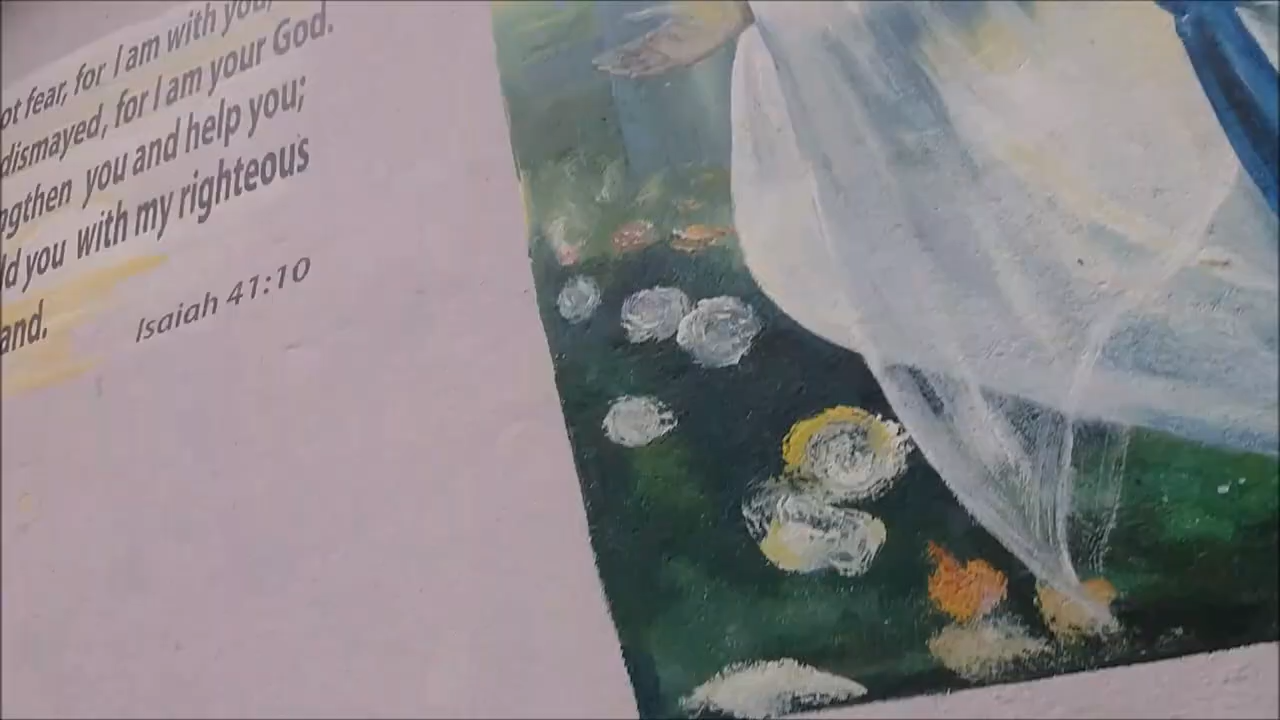 ot fear, for I am with you,
dismayed, for I am your God.
ngthen you and help you;
ld you with my righteous
and.
Isaiah 41:10